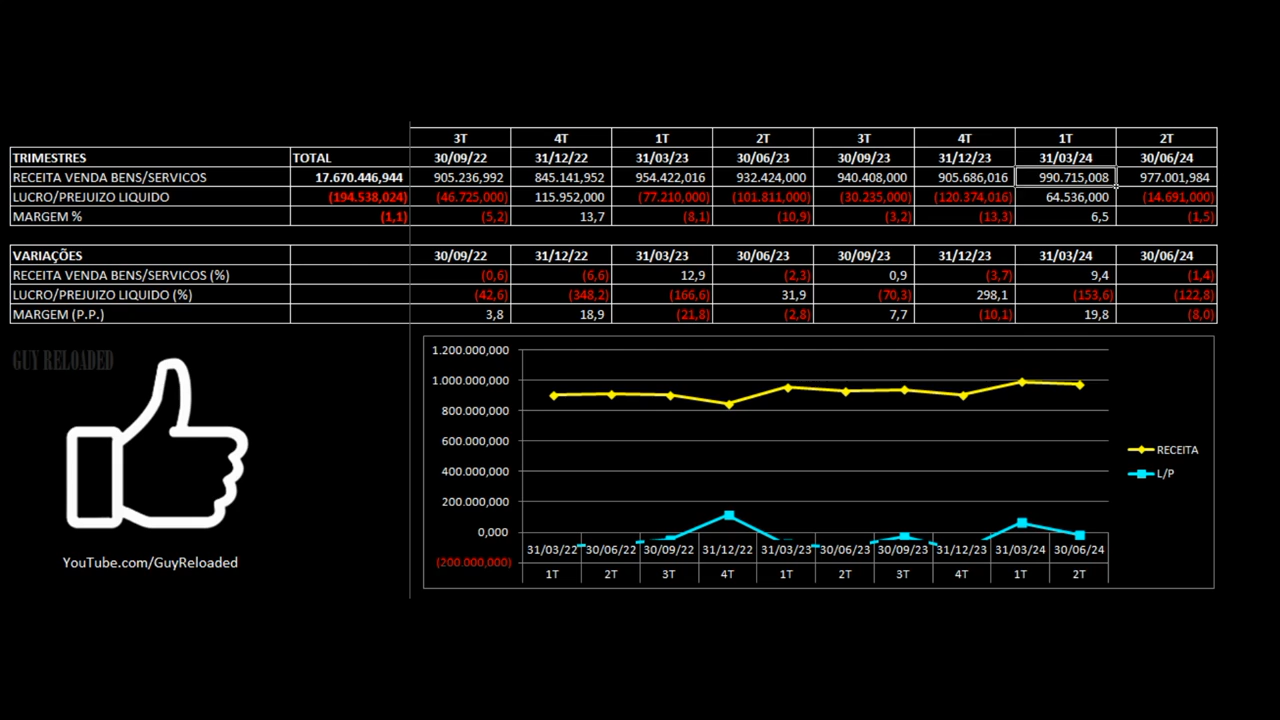 3T 4T 1T 2T 3T 4T 1T 2T
TRIMESTRES TOTAL 30/09/22 31/12/22 31/03/23 30/06/23 30/09/23 31/12/23 31/03/24 30/06/24
RECEITA VENDA BENS/SERVICOS 17.670.446,944 905.236,992 845.141,952 954.422,016 932.424,000 940.408,000 905.686,016 990.715,008 977.001,984
LUCRO/PREJUIZO LIQUIDO (194.538,024) (46.725,000) 115.952,000 (77.210,000) (101.811,000) (30.235,000) (120.374,016) 64.536,000 (14.691,000)
MARGEM % (1,1) (5,2) 13,7 (8,1) (10,9) (3,2) (13,3) 6,5 (1,5)
VARIAÇÕES 30/09/22 31/12/22 31/03/23 30/06/23 30/09/23 31/12/23 31/03/24 30/06/24
RECEITA VENDA BENS/SERVICOS (%) (0,6) (6,6) 12,9 (2,3) 0,9 (3,7) 9,4 (1,4)
LUCRO/PREJUIZO LIQUIDO (%) (42,6) (348,2) (166,6) 31,9 (70,3) 298,1 (153,6) (122,8)
MARGEM (P.P.) 3,8 18,9 (21,8) (2,8) 7,7 (10,1) 19,8 (8,0)
GUY RELOADED
YouTube.com/GuyReloaded
1.200.000,000
1.000.000,000
800.000,000
600.000,000
400.000,000
200.000,000
0,000
(200.000,000)
31/03/22 30/06/22 30/09/22 31/12/22 31/03/23 30/06/23 30/09/23 31/12/23 31/03/24 30/06/24
1T 2T 3T 4T 1T 2T 3T 4T 1T 2T
RECEITA
L/P